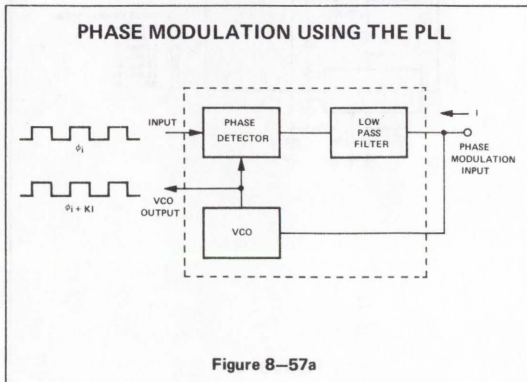 PHASE MODULATION USING THE PLL
INPUT
PHASE
DETECTOR
LOW
PASS
FILTER
I
PHASE
MODULATION
INPUT
ϕi
VCO
OUTPUT
ϕi + KI
VCO
Figure 8–57a